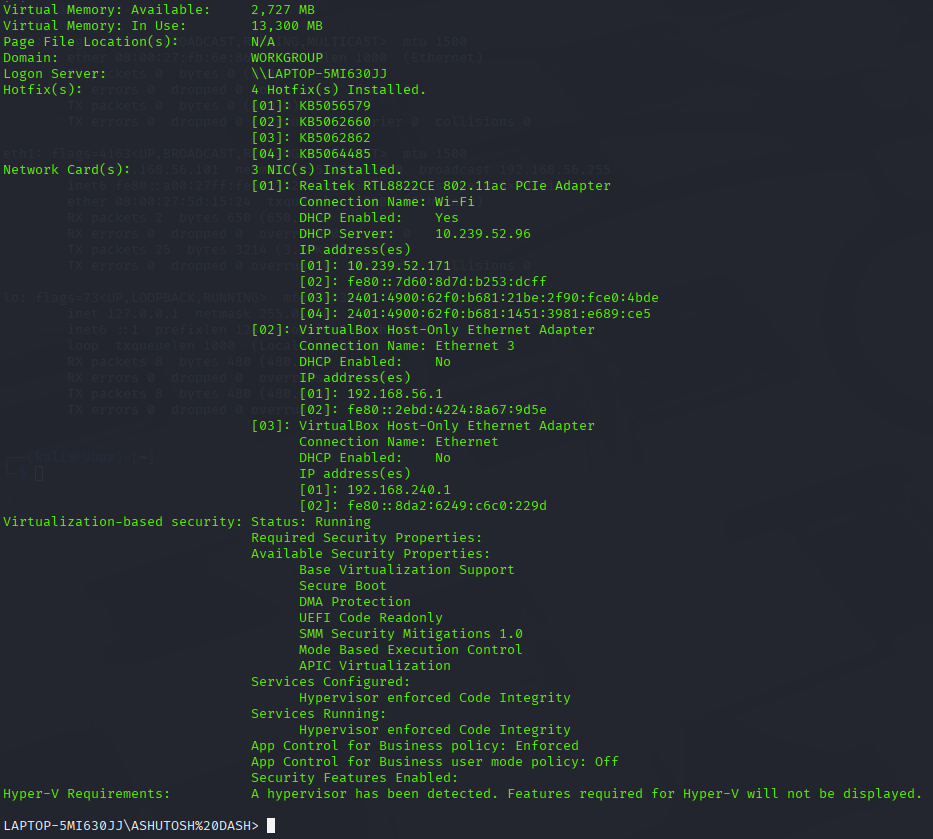 Virtual Memory: Available:     2,727 MB
Virtual Memory: In Use:        13,300 MB
Page File Location(s):         N/A
Domain:                        WORKGROUP
Logon Server:                  \\LAPTOP-5MI630JJ
Hotfix(s):                     4 Hotfix(s) Installed.
                               [01]: KB5056579
                               [02]: KB5062660
                               [03]: KB5062862
                               [04]: KB5064485
Network Card(s):               3 NIC(s) Installed.
                               [01]: Realtek RTL8822CE 802.11ac PCIe Adapter
                                     Connection Name: Wi-Fi
                                     DHCP Enabled:    Yes
                                     DHCP Server:     10.239.52.96
                                     IP address(es)
                                     [01]: 10.239.52.171
                                     [02]: fe80::7d60:8d7d:b253:dcff
                                     [03]: 2401:4900:62f0:b681:21be:2f90:fce0:4bde
                                     [04]: 2401:4900:62f0:b681:1451:3981:e689:ce5
                               [02]: VirtualBox Host-Only Ethernet Adapter
                                     Connection Name: Ethernet 3
                                     DHCP Enabled:    No
                                     IP address(es)
                                     [01]: 192.168.56.1
                                     [02]: fe80::2ebd:4224:8a67:9d5e
                               [03]: VirtualBox Host-Only Ethernet Adapter
                                     Connection Name: Ethernet
                                     DHCP Enabled:    No
                                     IP address(es)
                                     [01]: 192.168.240.1
                                     [02]: fe80::8da2:6249:c6c0:229d
Virtualization-based security: Status: Running
                               Required Security Properties:
                               Available Security Properties:
                                     Base Virtualization Support
                                     Secure Boot
                                     DMA Protection
                                     UEFI Code Readonly
                                     SMM Security Mitigations 1.0
                                     Mode Based Execution Control
                                     APIC Virtualization
                               Services Configured:
                                     Hypervisor enforced Code Integrity
                               Services Running:
                                     Hypervisor enforced Code Integrity
                               App Control for Business policy: Enforced
                               App Control for Business user mode policy: Off
                               Security Features Enabled:
Hyper-V Requirements:          A hypervisor has been detected. Features required for Hyper-V will not be displayed.
LAPTOP-5MI630JJ\ASHUTOSH%20DASH>